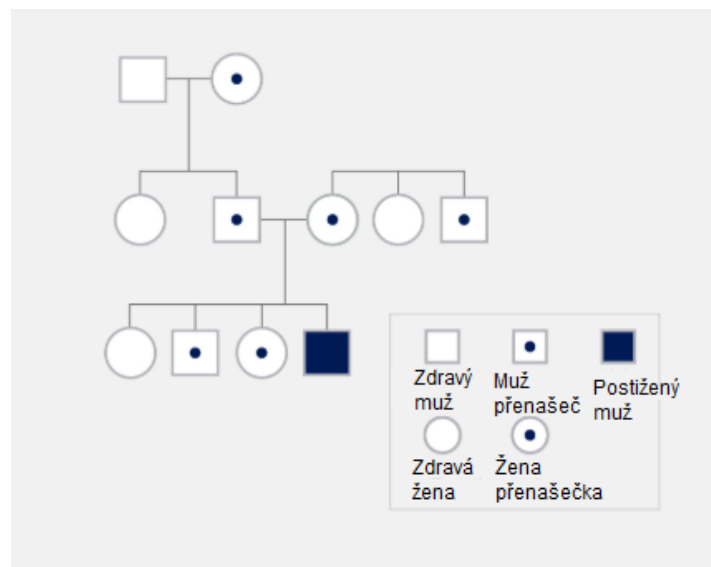 Zdravý
muž
Muž
přenašeč
Postižený
muž
Zdravá
žena
Žena
přenašečka